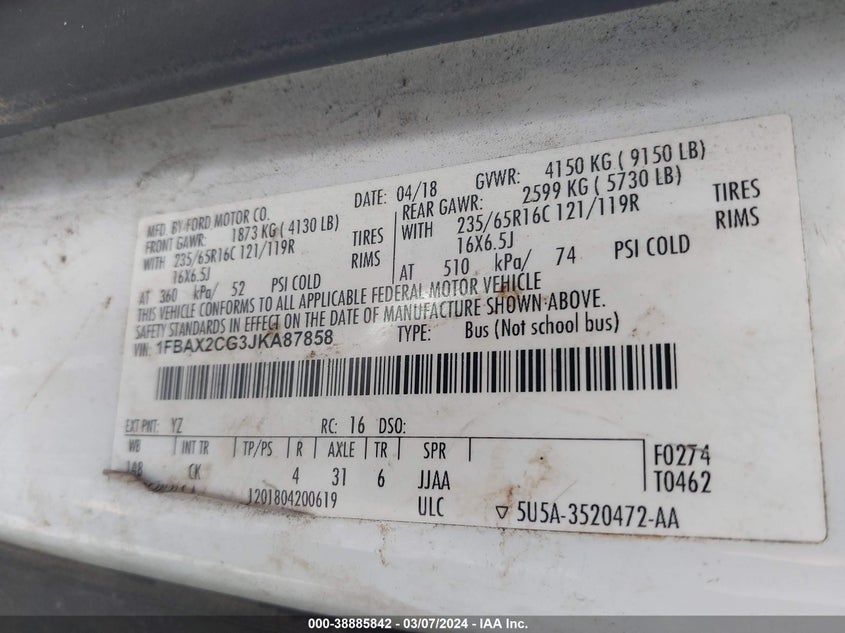 MFD. BY FORD MOTOR CO. DATE: 04/18 GVWR: 4150 KG ( 9150 LB)
FRONT GAWR: 1873 KG ( 4130 LB) REAR GAWR: 2599 KG ( 5730 LB)
WITH 235/65R16C 121/119R TIRES WITH 235/65R16C 121/119R TIRES
16X6.5J RIMS 16X6.5J RIMS
AT 360 kPa/ 52 PSI COLD AT 510 kPa/ 74 PSI COLD
THIS VEHICLE CONFORMS TO ALL APPLICABLE FEDERAL MOTOR VEHICLE
SAFETY STANDARDS IN EFFECT ON THE DATE OF MANUFACTURE SHOWN ABOVE.
VIN: 1FBAX2CG3JKA87858 TYPE: Bus (Not school bus)
EXT PNT: YZ RC: 16 DSO:
WB INT TR TP/PS R AXLE TR SPR F0274
148 CK 4 31 6 JJAA T0462
1201804200619 ULC ▽ 5U5A-3520472-AA
000-38885842 - 03/07/2024 - IAA Inc.